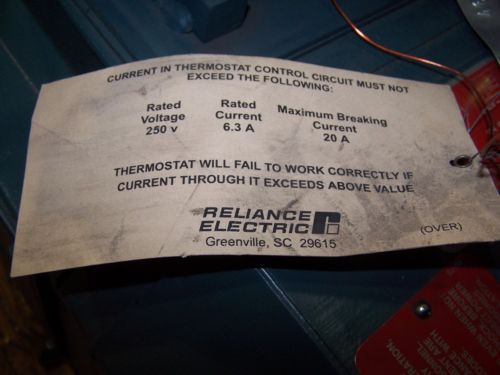 CURRENT IN THERMOSTAT CONTROL CIRCUIT MUST NOT
EXCEED THE FOLLOWING:
Rated Rated Maximum Breaking
Voltage Current Current
250 v 6.3 A 20 A
THERMOSTAT WILL FAIL TO WORK CORRECTLY IF
CURRENT THROUGH IT EXCEEDS ABOVE VALUE
RELIANCE
ELECTRIC
Greenville, SC 29615
(OVER)